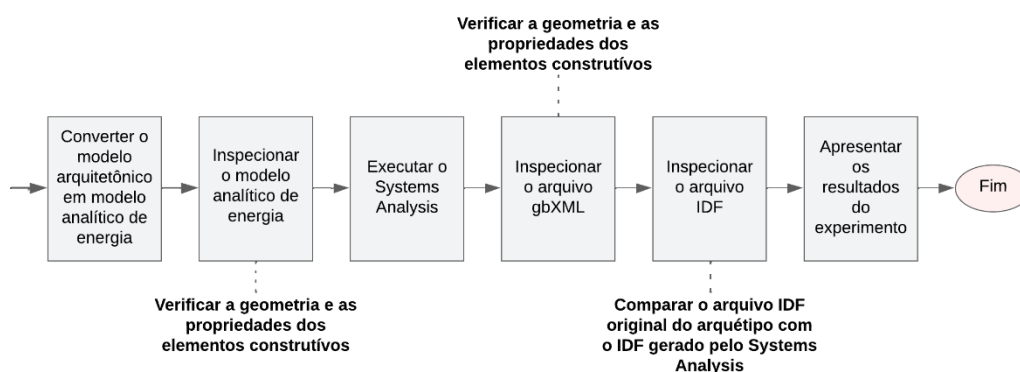 Verificar a geometria e as
propriedades dos
elementos construtívos
Converter o
modelo
arquitetônico
em modelo
analítico de
energia
Inspecionar
o modelo
analítico de
energia
Executar o
Systems
Analysis
Inspecionar
o arquivo
gbXML
Inspecionar
o arquivo
IDF
Apresentar
os
resultados
do
experimento
Fim
Verificar a geometria e as
propriedades dos
elementos construtívos
Comparar o arquivo IDF
original do arquétipo com
o IDF gerado pelo Systems
Analysis